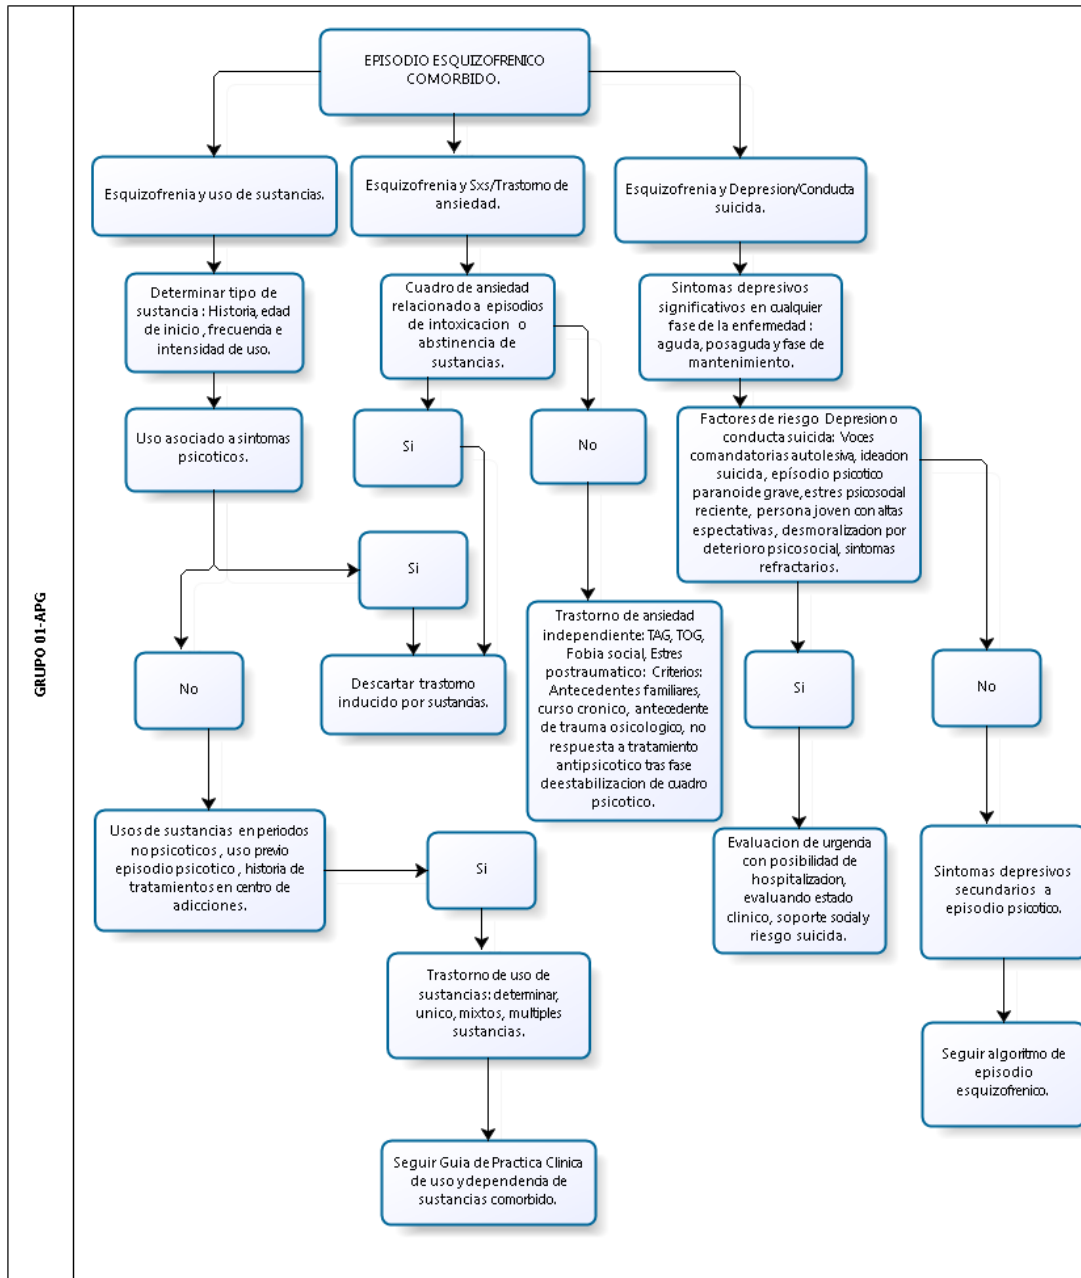 GRUPO 01-APG
EPISODIO ESQUIZOFRENICO
COMORBIDO.
Esquizofrenia y uso de sustancias.
Esquizofrenia y Sxs/Trastorno de
ansiedad.
Esquizofrenia y Depresion/Conducta
suicida.
Determinar tipo de
sustancia : Historia, edad
de inicio , frecuencia e
intensidad de uso.
Cuadro de ansiedad
relacionado a episodios
de intoxicacion o
abstinencia de
sustancias.
Sintomas depresivos
significativos en cualquier
fase de la enfermedad :
aguda, posaguda y fase de
mantenimiento.
Uso asociado a sintomas
psicoticos.
Si
No
Factores de riesgo Depresion o
conducta suicida: Voces
comandatorias autolesiva, ideacion
suicida, epísodio psicotico
paranoide grave, estres psicosocial
reciente, persona joven con altas
espectativas, desmoralizacion por
deterioro psicosocial, sintomas
refractarios.
Si
No
Descartar trastorno
inducido por sustancias.
Trastorno de ansiedad
independiente: TAG, TOG,
Fobia social, Estres
postraumatico: Criterios:
Antecedentes familiares,
curso cronico, antecedente
de trauma osicologico, no
respuesta a tratamiento
antipsicotico tras fase
deestabilizacion de cuadro
psicotico.
Si
No
Usos de sustancias en periodos
no psicoticos , uso previo
episodio psicotico , historia de
tratamientos en centro de
adicciones.
Si
Evaluacion de urgencia
con posibilidad de
hospitalizacion,
evaluando estado
clinico, soporte social y
riesgo suicida.
Sintomas depresivos
secundarios a
episodio psicotico.
Trastorno de uso de
sustancias: determinar,
unico, mixtos, multiples
sustancias.
Seguir algoritmo de
episodio
esquizofrenico.
Seguir Guia de Practica Clinica
de uso y dependencia de
sustancias comorbido.